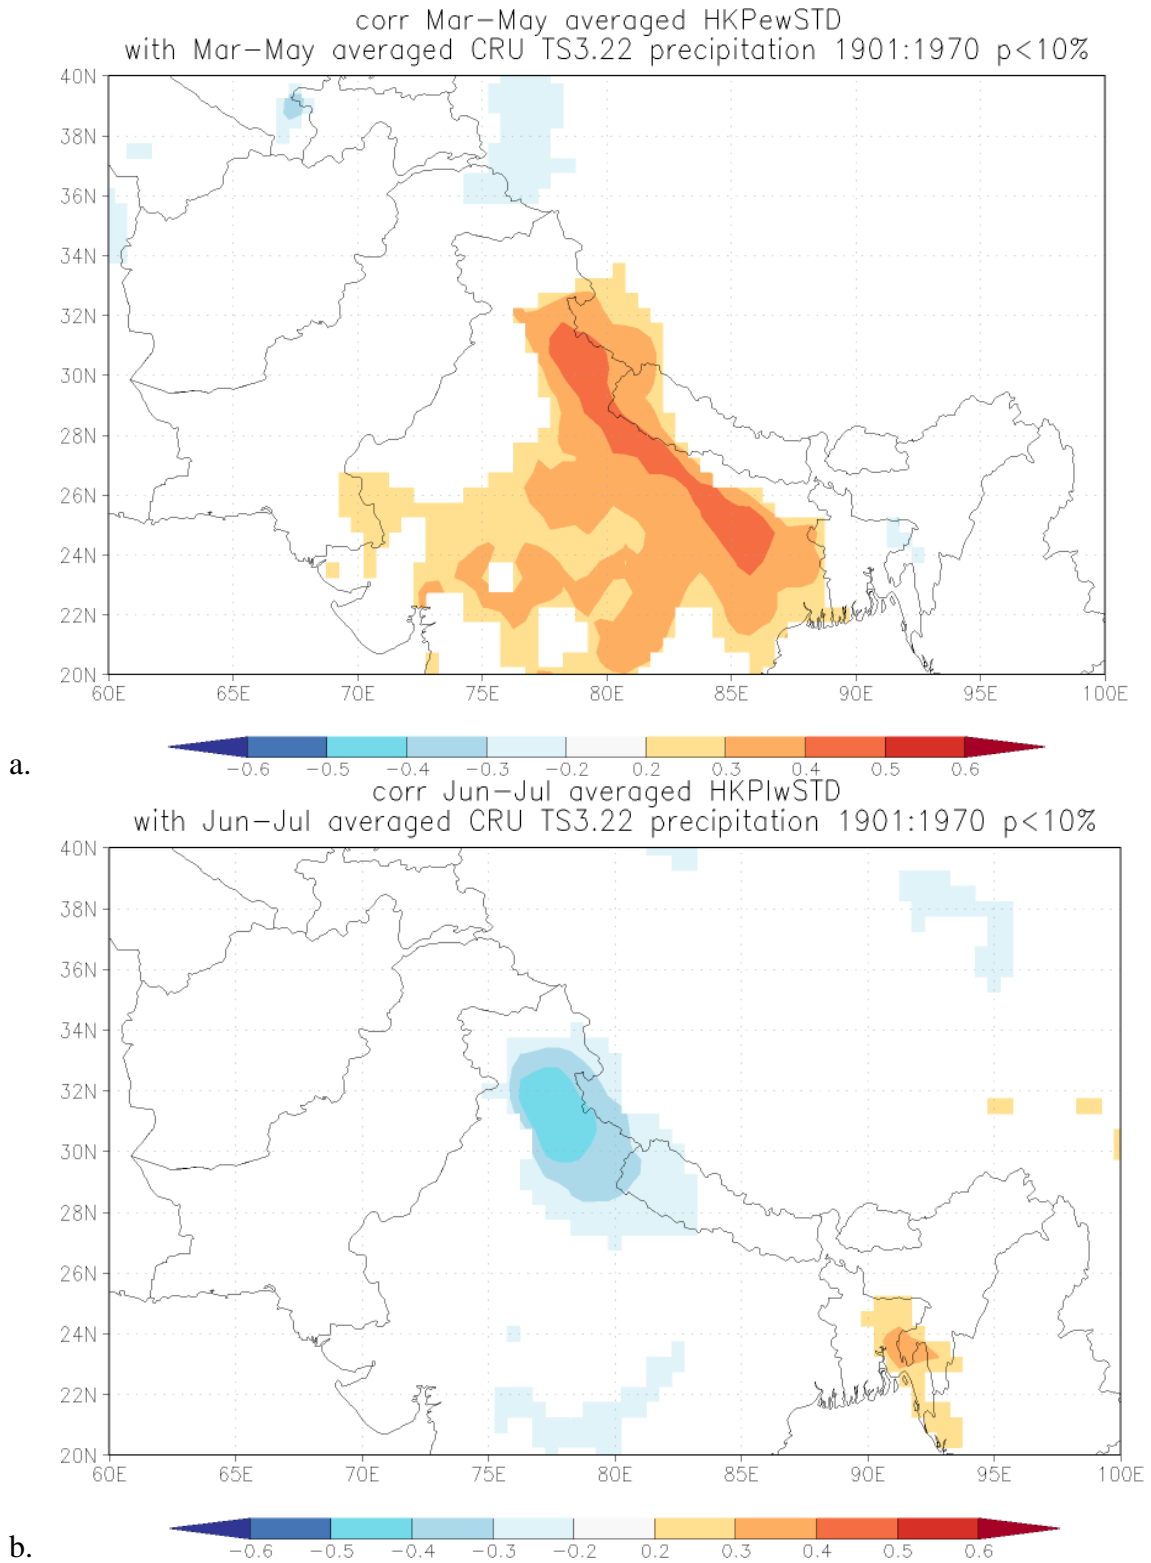 corr Mar-May averaged HKPewSTD
with Mar-May averaged CRU TS3.22 precipitation 1901:1970 p<10%
40N
38N
36N
34N
32N
30N
28N
26N
24N
22N
20N
60E 65E 70E 75E 80E 85E 90E 95E 100E
a.
-0.6 -0.5 -0.4 -0.3 -0.2 0.2 0.3 0.4 0.5 0.6
corr Jun-Jul averaged HKPlwSTD
with Jun-Jul averaged CRU TS3.22 precipitation 1901:1970 p<10%
40N
38N
36N
34N
32N
30N
28N
26N
24N
22N
20N
60E 65E 70E 75E 80E 85E 90E 95E 100E
b.
-0.6 -0.5 -0.4 -0.3 -0.2 0.2 0.3 0.4 0.5 0.6